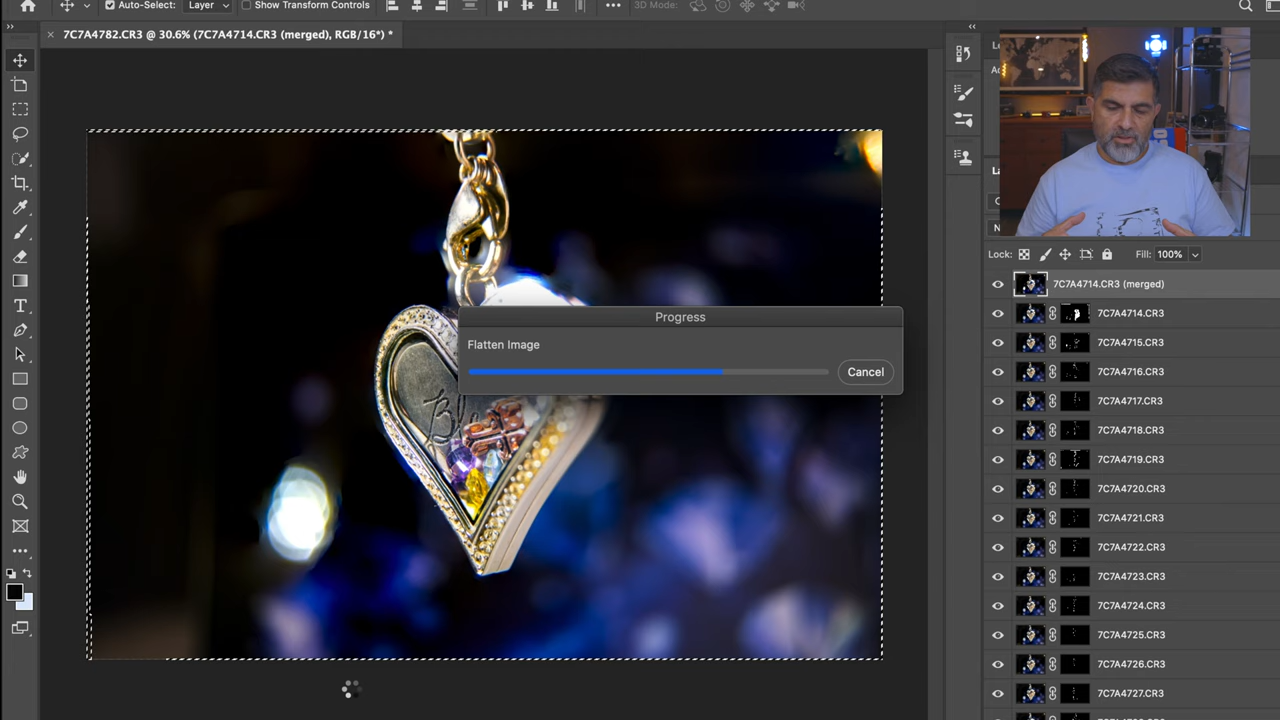 Auto-Select: Layer Show Transform Controls 3D Mode:
7C7A4782.CR3 @ 30.6% (7C7A4714.CR3 (merged), RGB/16*) *
Lock: Fill: 100%
7C7A4714.CR3 (merged)
7C7A4714.CR3
Progress
7C7A4715.CR3
Flatten Image
7C7A4716.CR3
Cancel
7C7A4717.CR3
7C7A4718.CR3
7C7A4719.CR3
7C7A4720.CR3
7C7A4721.CR3
7C7A4722.CR3
7C7A4723.CR3
7C7A4724.CR3
7C7A4725.CR3
7C7A4726.CR3
7C7A4727.CR3